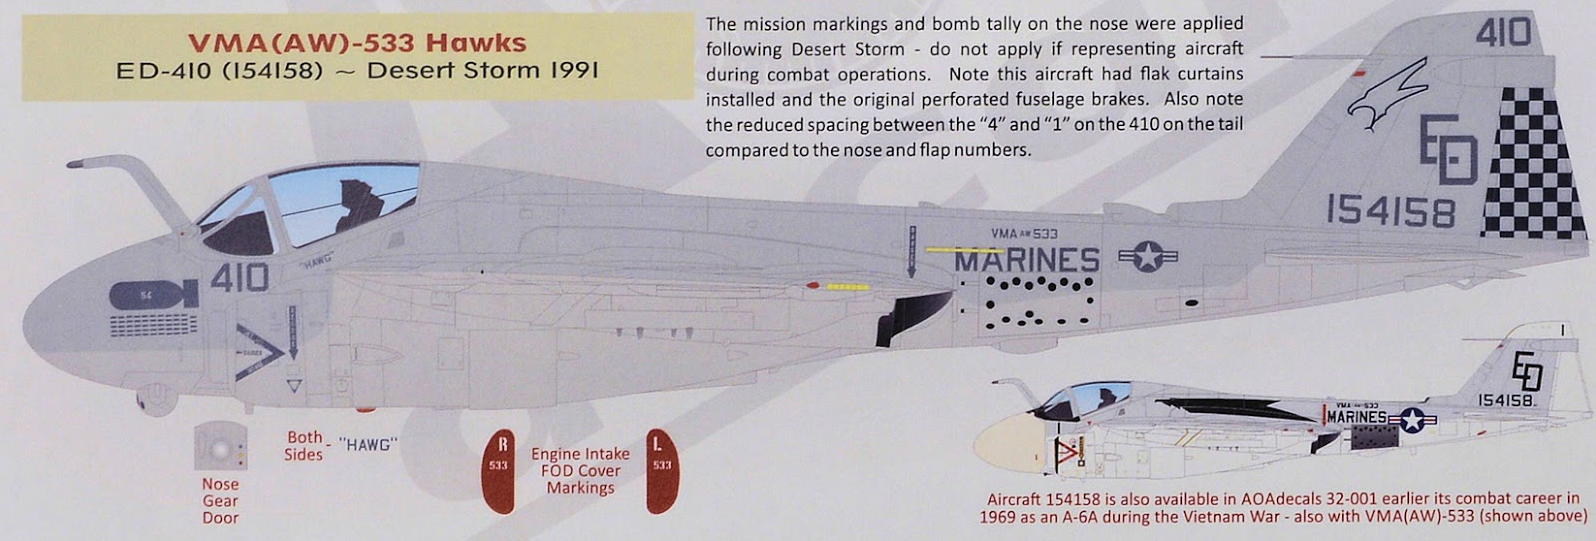 VMA(AW)-533 Hawks
ED-410 (154158) ~ Desert Storm 1991
The mission markings and bomb tally on the nose were applied
following Desert Storm - do not apply if representing aircraft
during combat operations. Note this aircraft had flak curtains
installed and the original perforated fuselage brakes. Also note
the reduced spacing between the "4" and "1" on the 410 on the tail
compared to the nose and flap numbers.
410
ED
154158
VMA AW 533
MARINES
410
"HAWG"
54
DANGER
Nose
Gear
Door
Both
Sides - "HAWG"
R
533
Engine Intake
FOD Cover
Markings
L
533
1
ED
154158
VMA AW 533
MARINES
Aircraft 154158 is also available in AOAdecals 32-001 earlier its combat career in
1969 as an A-6A during the Vietnam War - also with VMA(AW)-533 (shown above)